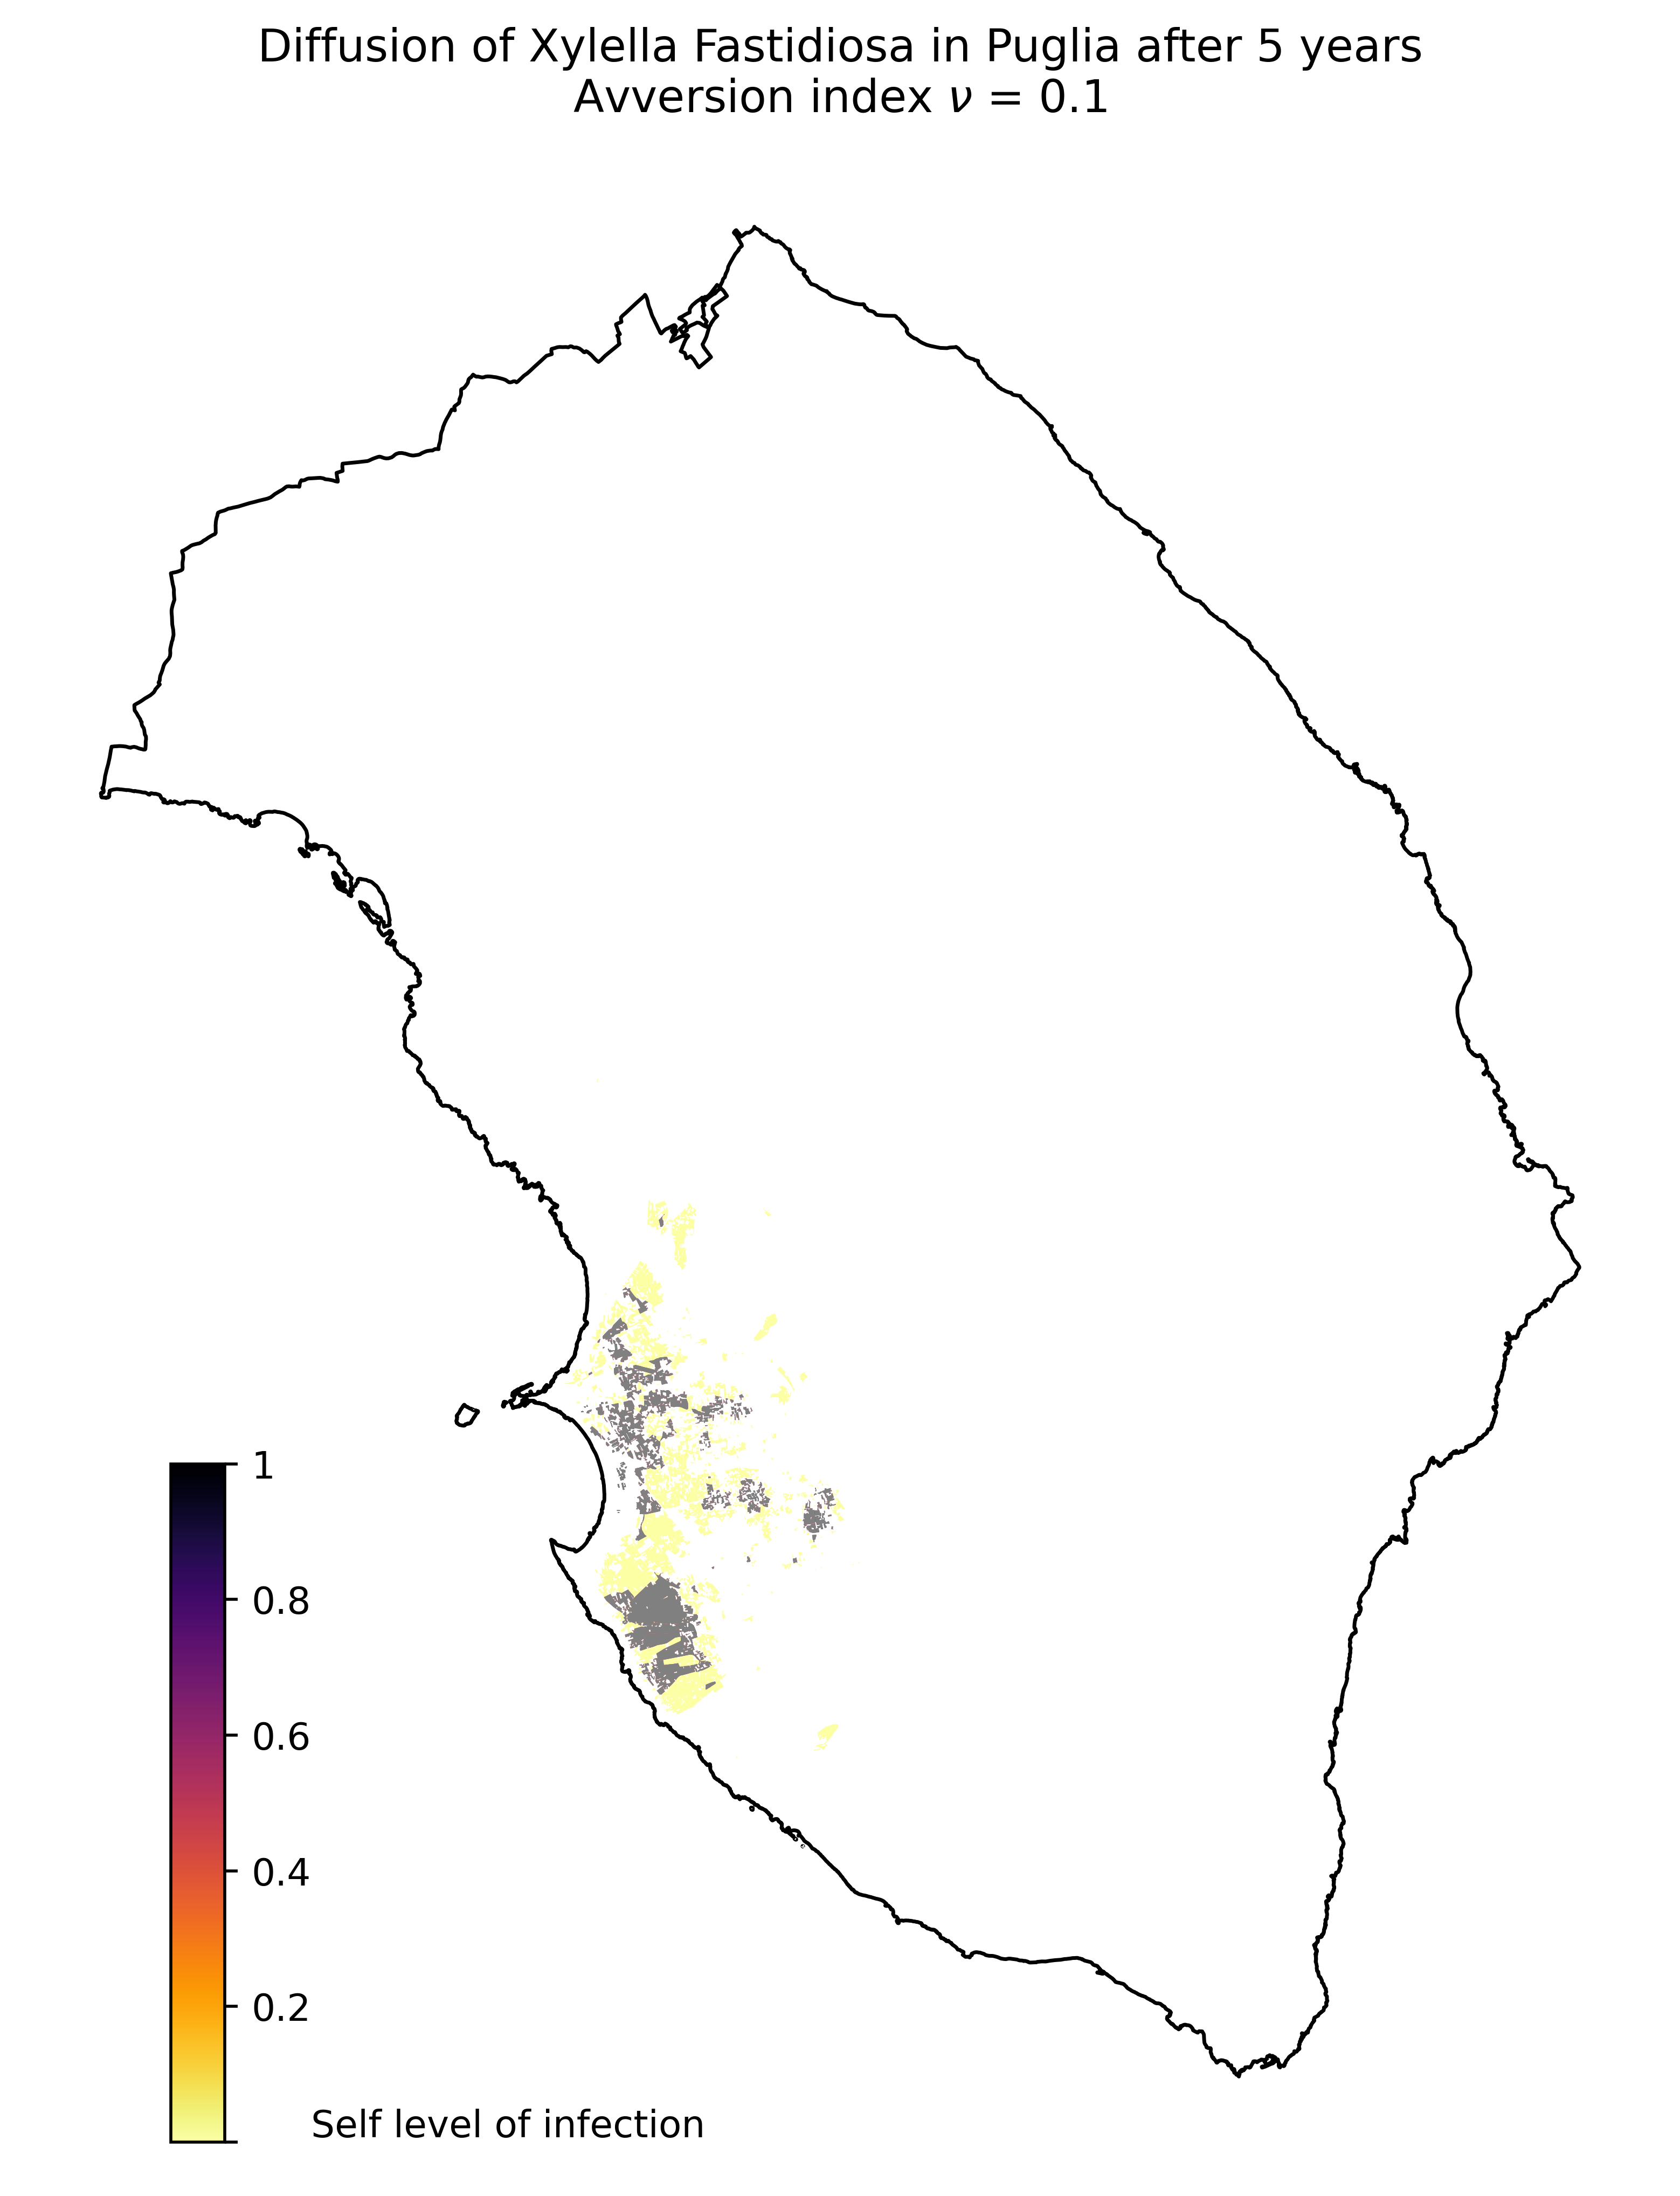 Diffusion of Xylella Fastidiosa in Puglia after 5 years
Avversion index ν = 0.1
1
0.8
0.6
0.4
0.2
Self level of infection